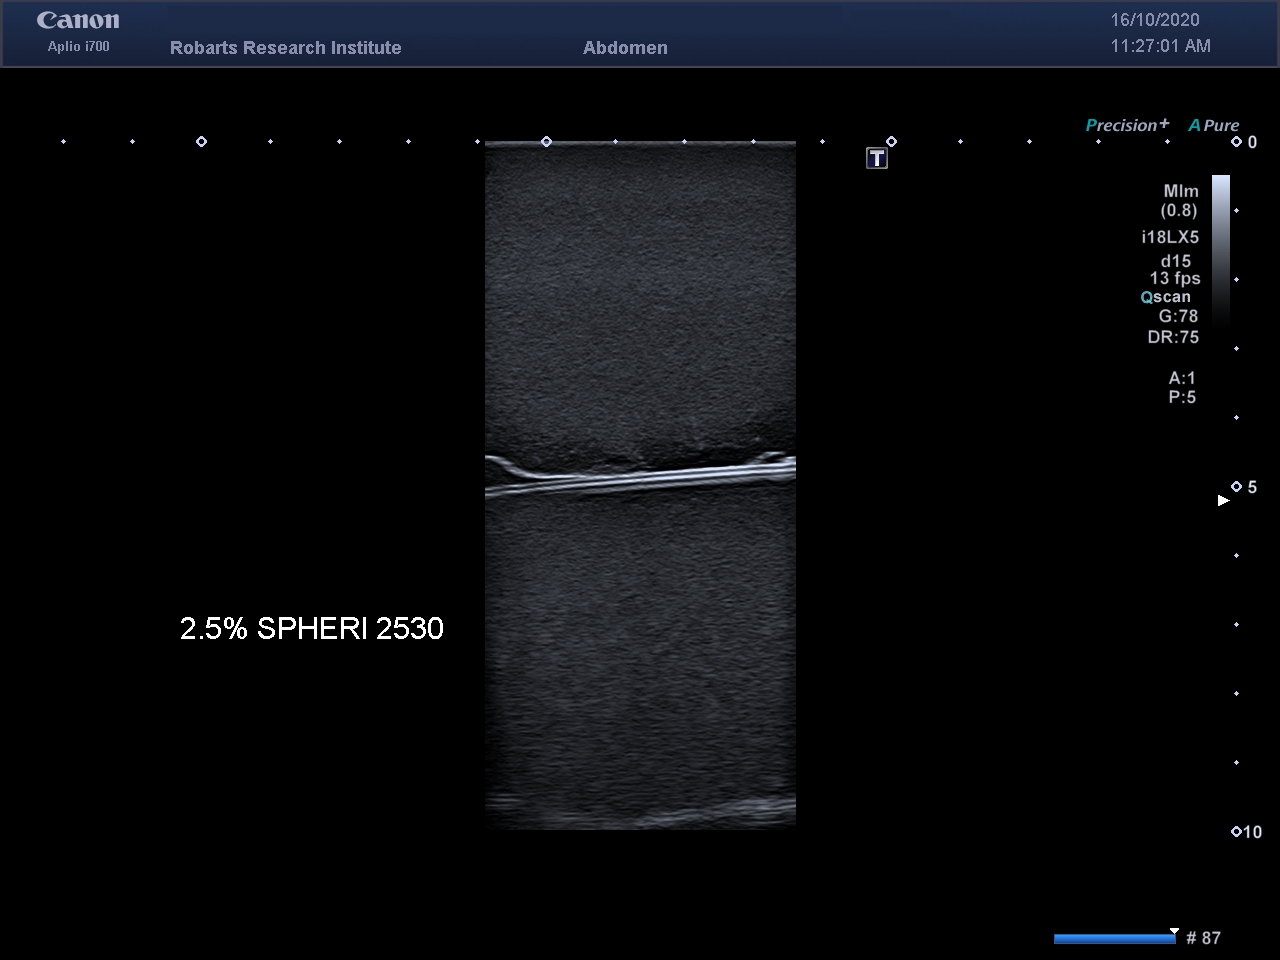 Canon
Aplio i700
Robarts Research Institute
Abdomen
16/10/2020
11:27:01 AM
Precision+ A Pure
T
0
MIm
(0.8)
i18LX5
d15
13 fps
Qscan
G:78
DR:75
A:1
P:5
5
2.5% SPHERI 2530
10
# 87